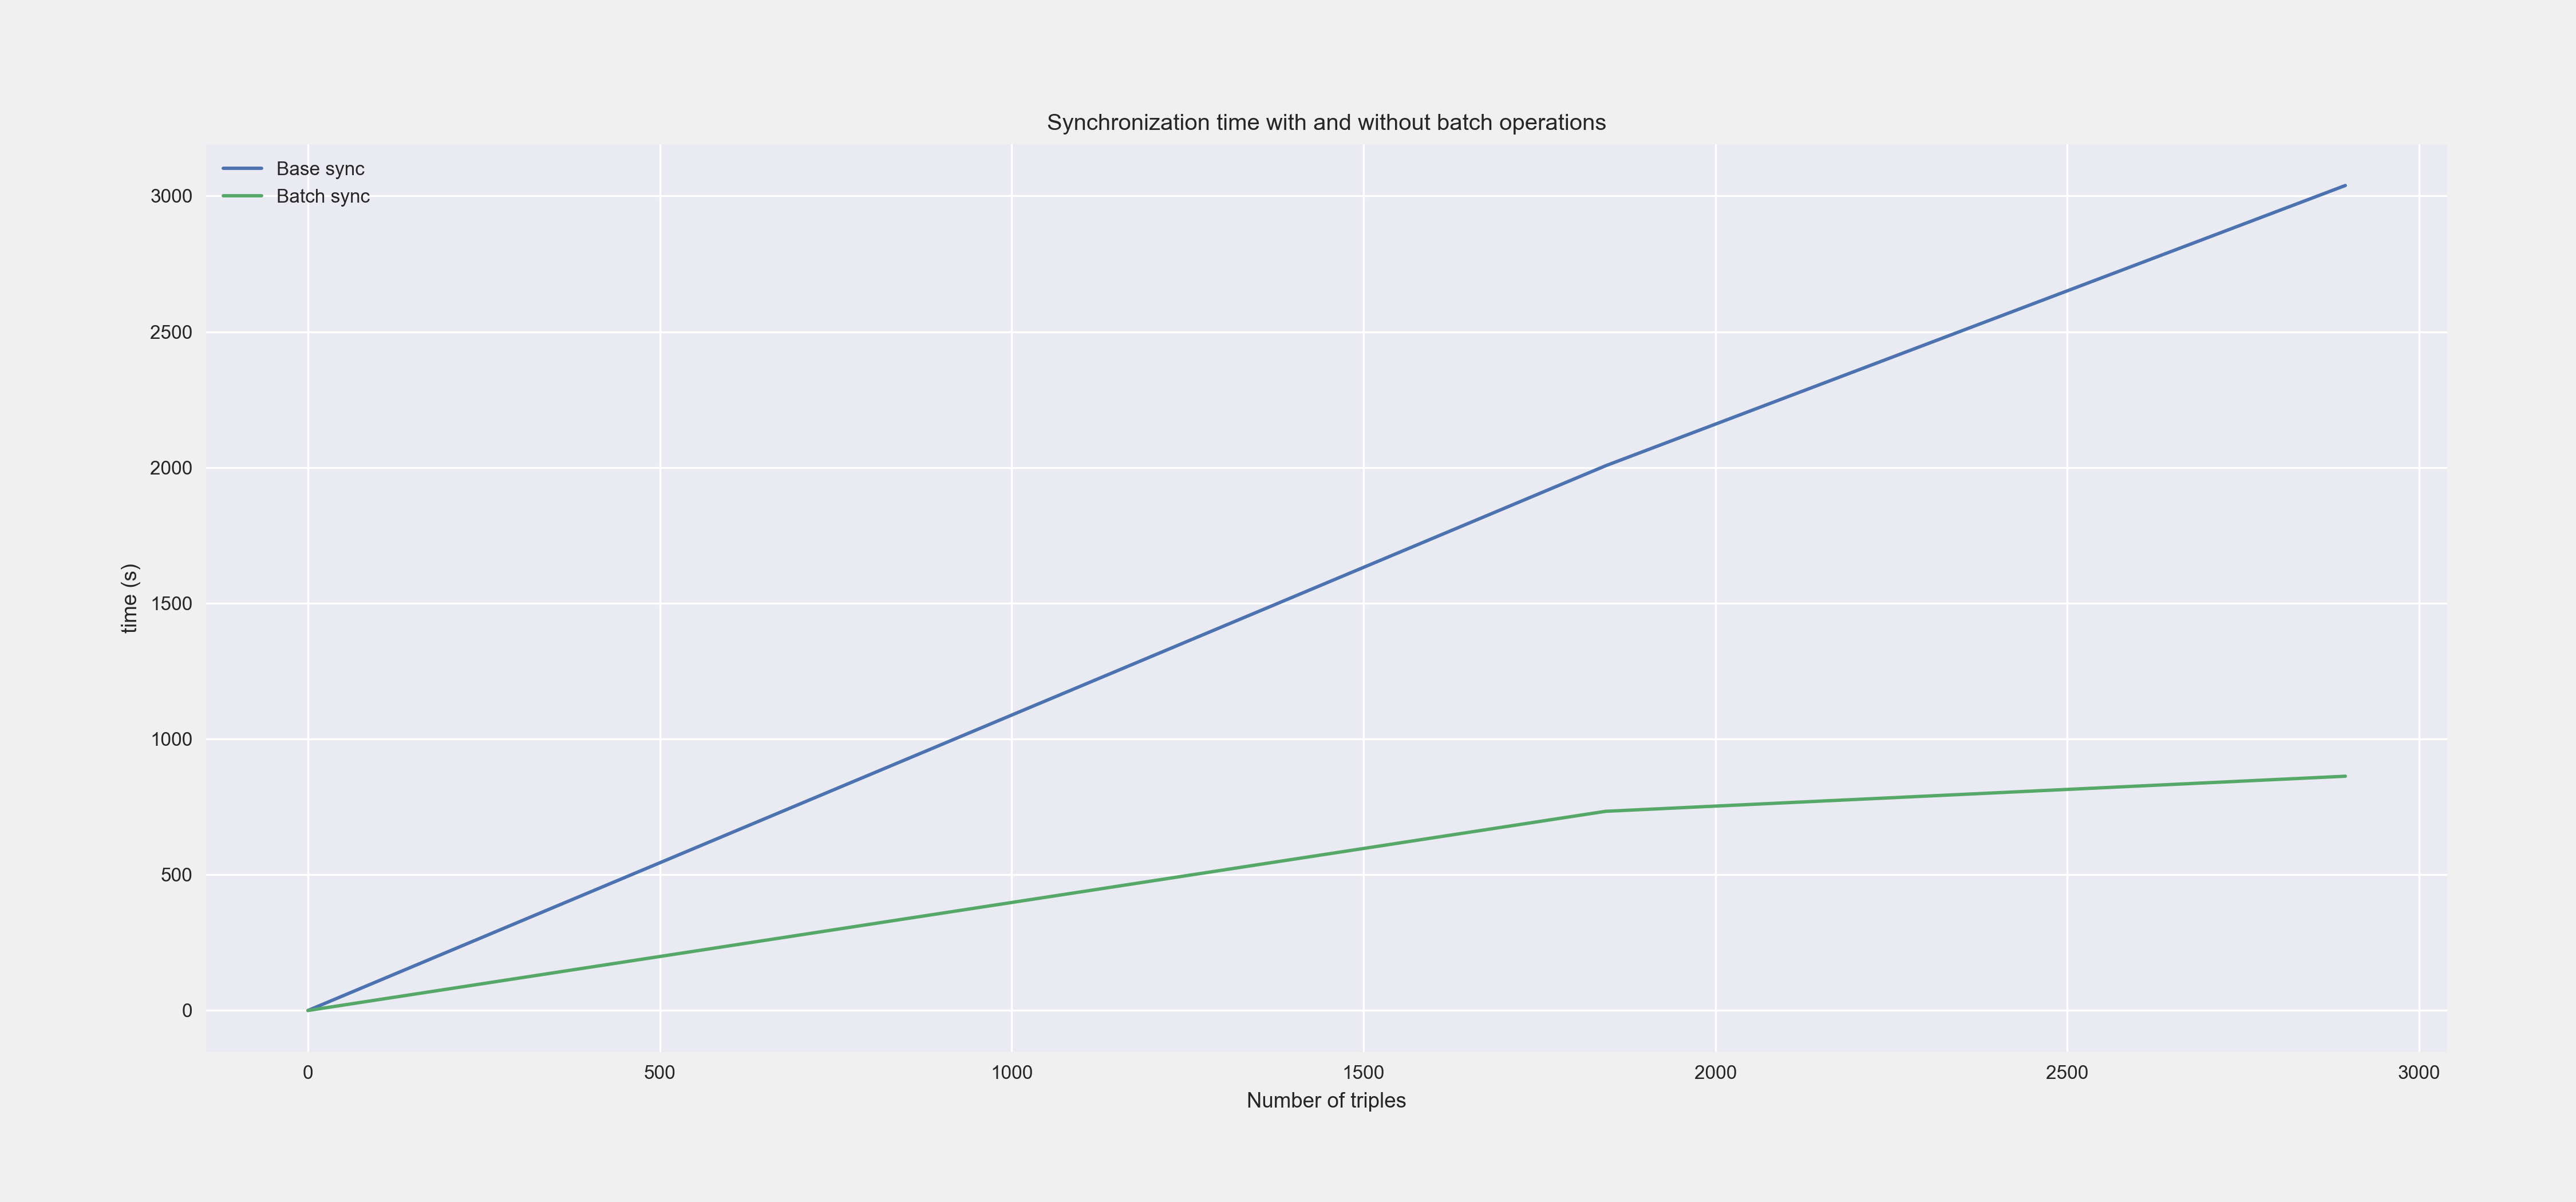 Synchronization time with and without batch operations
Base sync
Batch sync
3000
2500
2000
1500
1000
500
0
time (s)
0 500 1000 1500 2000 2500 3000
Number of triples